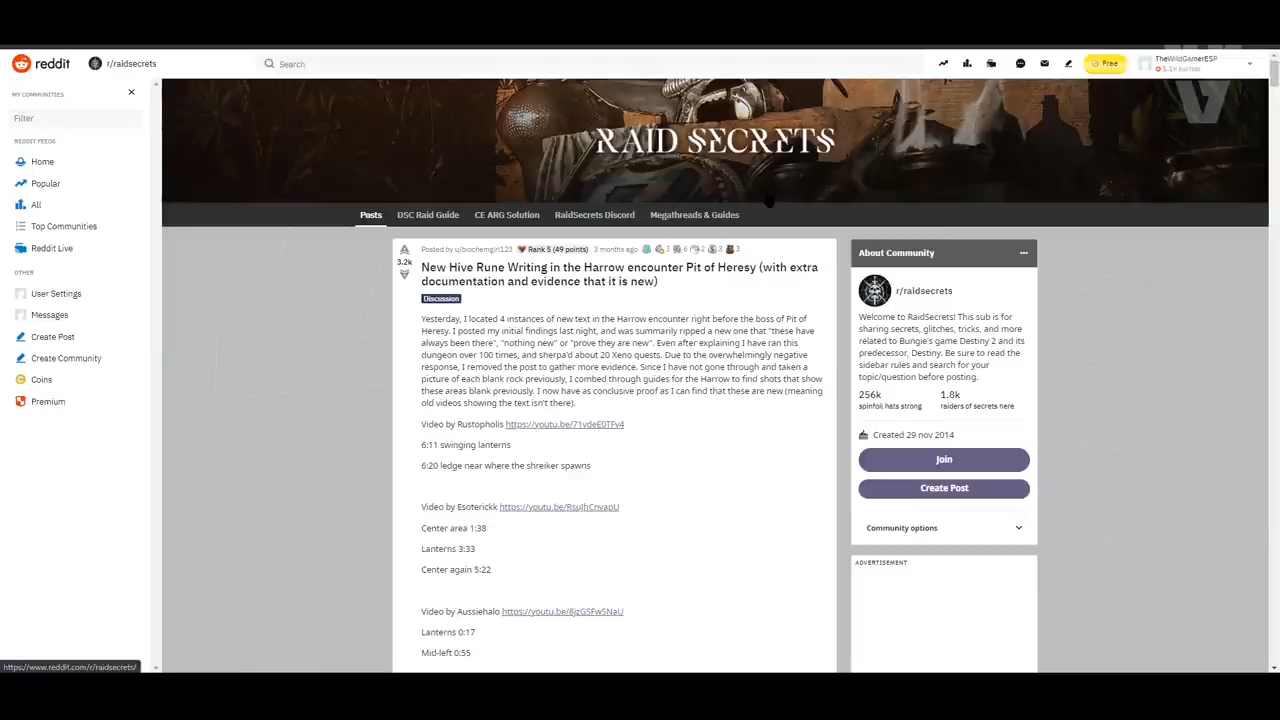 reddit r/raidsecrets Search Free TheWildGamerESP
MY COMMUNITIES
Filter
REDDIT FEEDS
Home
Popular
All
Top Communities
Reddit Live
OTHER
User Settings
Messages
Create Post
Create Community
Coins
Premium
https://www.reddit.com/r/raidsecrets/
RAID SECRETS
Posts DSC Raid Guide CE ARG Solution RaidSecrets Discord Megathreads & Guides
3.2k
Posted by u/biochemgirl123 Rank 5 (49 points) 3 months ago 3 6 2 3 3
New Hive Rune Writing in the Harrow encounter Pit of Heresy (with extra
documentation and evidence that it is new)
Discussion
Yesterday, I located 4 instances of new text in the Harrow encounter right before the boss of Pit of
Heresy. I posted my initial findings last night, and was summarily ripped a new one that "these have
always been there", "nothing new" or "prove they are new". Even after explaining I have ran this
dungeon over 100 times, and sherpa'd about 20 Xeno quests. Due to the overwhelmingly negative
response, I removed the post to gather more evidence. Since I have not gone through and taken a
picture of each blank rock previously, I combed through guides for the Harrow to find shots that show
these areas blank previously. I now have as conclusive proof as I can find that these are new (meaning
old videos showing the text isn't there).
Video by Rustopholis https://youtu.be/71vdeE0TFv4
6:11 swinging lanterns
6:20 ledge near where the shreiker spawns
Video by Esoterickk https://youtu.be/RsuJhCnvapU
Center area 1:38
Lanterns 3:33
Center again 5:22
Video by Aussiehalo https://youtu.be/8jzGSFwSNaU
Lanterns 0:17
Mid-left 0:55
About Community
r/raidsecrets
Welcome to RaidSecrets! This sub is for
sharing secrets, glitches, tricks, and more
related to Bungie's game Destiny 2 and its
predecessor, Destiny. Be sure to read the
sidebar rules and search for your
topic/question before posting.
256k 1.8k
spinfoil hats strong raiders of secrets here
Created 29 nov 2014
Join
Create Post
Community options
ADVERTISEMENT